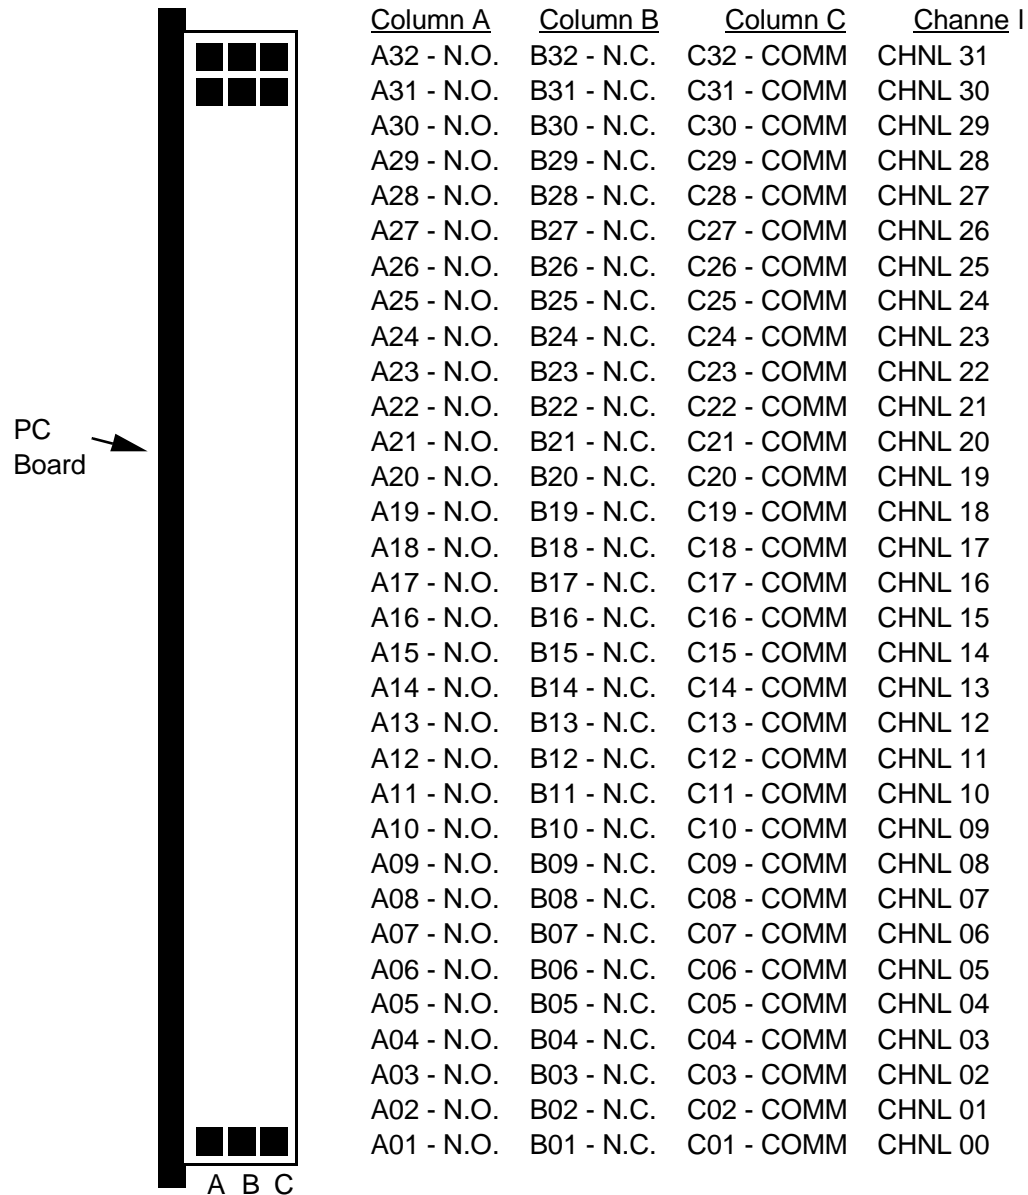 Column A Column B Column C Channe l
A32 - N.O. B32 - N.C. C32 - COMM CHNL 31
A31 - N.O. B31 - N.C. C31 - COMM CHNL 30
A30 - N.O. B30 - N.C. C30 - COMM CHNL 29
A29 - N.O. B29 - N.C. C29 - COMM CHNL 28
A28 - N.O. B28 - N.C. C28 - COMM CHNL 27
A27 - N.O. B27 - N.C. C27 - COMM CHNL 26
A26 - N.O. B26 - N.C. C26 - COMM CHNL 25
A25 - N.O. B25 - N.C. C25 - COMM CHNL 24
A24 - N.O. B24 - N.C. C24 - COMM CHNL 23
A23 - N.O. B23 - N.C. C23 - COMM CHNL 22
A22 - N.O. B22 - N.C. C22 - COMM CHNL 21
PC
Board
A21 - N.O. B21 - N.C. C21 - COMM CHNL 20
A20 - N.O. B20 - N.C. C20 - COMM CHNL 19
A19 - N.O. B19 - N.C. C19 - COMM CHNL 18
A18 - N.O. B18 - N.C. C18 - COMM CHNL 17
A17 - N.O. B17 - N.C. C17 - COMM CHNL 16
A16 - N.O. B16 - N.C. C16 - COMM CHNL 15
A15 - N.O. B15 - N.C. C15 - COMM CHNL 14
A14 - N.O. B14 - N.C. C14 - COMM CHNL 13
A13 - N.O. B13 - N.C. C13 - COMM CHNL 12
A12 - N.O. B12 - N.C. C12 - COMM CHNL 11
A11 - N.O. B11 - N.C. C11 - COMM CHNL 10
A10 - N.O. B10 - N.C. C10 - COMM CHNL 09
A09 - N.O. B09 - N.C. C09 - COMM CHNL 08
A08 - N.O. B08 - N.C. C08 - COMM CHNL 07
A07 - N.O. B07 - N.C. C07 - COMM CHNL 06
A06 - N.O. B06 - N.C. C06 - COMM CHNL 05
A05 - N.O. B05 - N.C. C05 - COMM CHNL 04
A04 - N.O. B04 - N.C. C04 - COMM CHNL 03
A03 - N.O. B03 - N.C. C03 - COMM CHNL 02
A02 - N.O. B02 - N.C. C02 - COMM CHNL 01
A01 - N.O. B01 - N.C. C01 - COMM CHNL 00
A B C